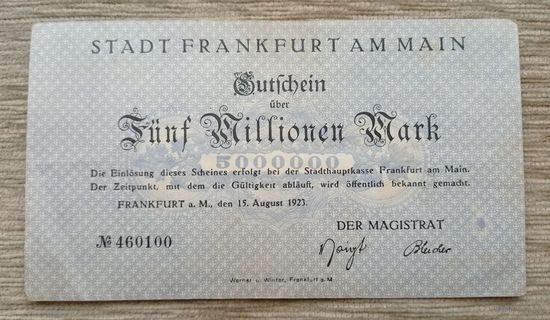 STADT FRANKFURT AM MAIN
Gutschein
über
Fünf Millionen Mark
5000000
Die Einlösung dieses Scheines erfolgt bei der Stadthauptkasse Frankfurt am Main.
Der Zeitpunkt, mit dem die Gültigkeit abläuft, wird öffentlich bekannt gemacht.
FRANKFURT a. M., den 15. August 1923.
DER MAGISTRAT
№ 460100
Voigt
Werner u. Winter, Frankfurt a. M